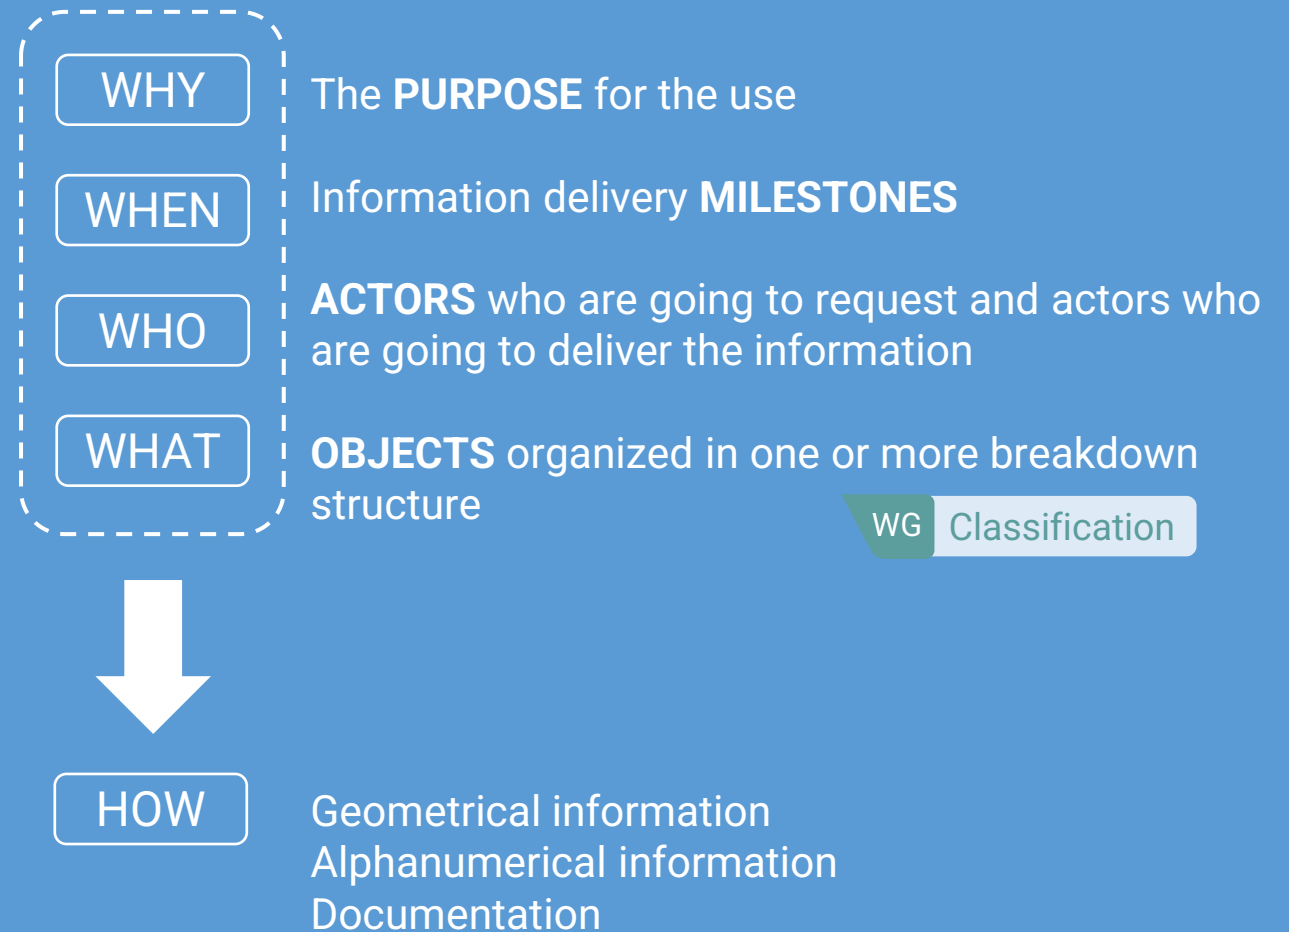 WHY
The PURPOSE for the use
WHEN
Information delivery MILESTONES
WHO
ACTORS who are going to request and actors who
are going to deliver the information
WHAT
OBJECTS organized in one or more breakdown
structure
WG Classification
HOW
Geometrical information
Alphanumerical information
Documentation